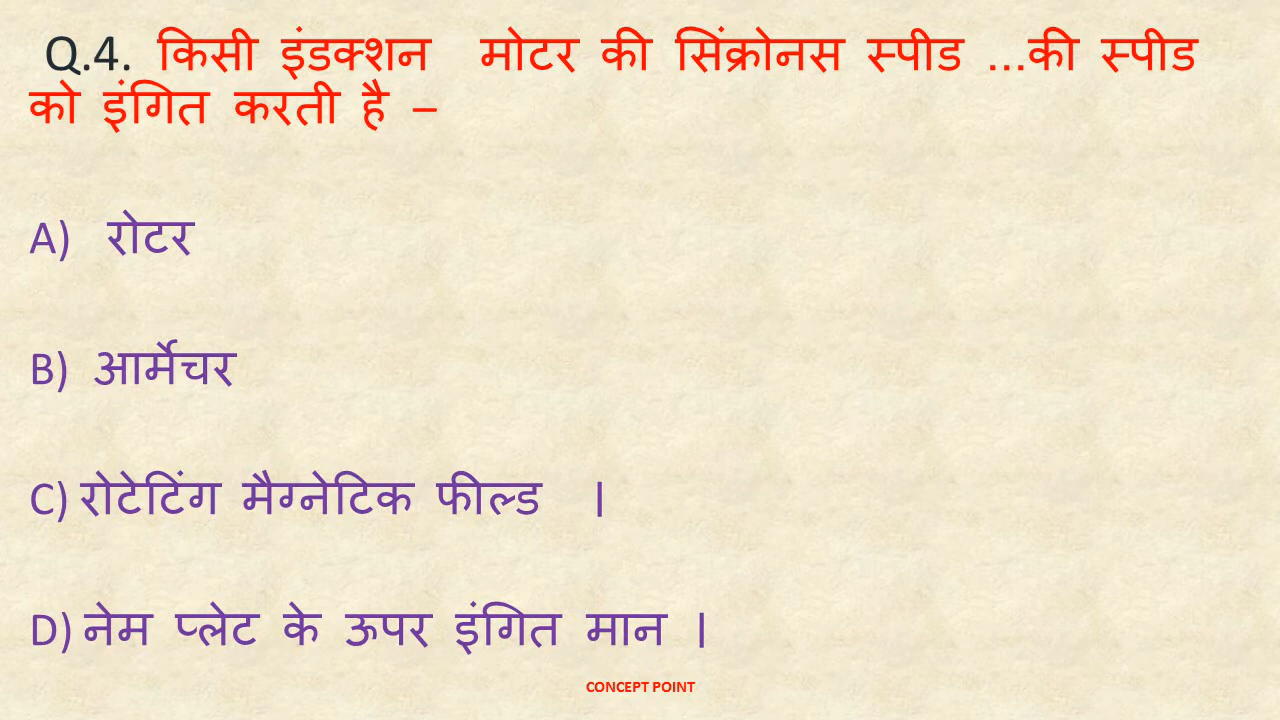 Q.4. किसी इंडक्शन मोटर की सिंक्रोनस स्पीड ...की स्पीड
को इंगित करती है –
A) रोटर
B) आर्मेचर
C) रोटेटिंग मैग्नेटिक फील्ड ।
D) नेम प्लेट के ऊपर इंगित मान ।
CONCEPT POINT